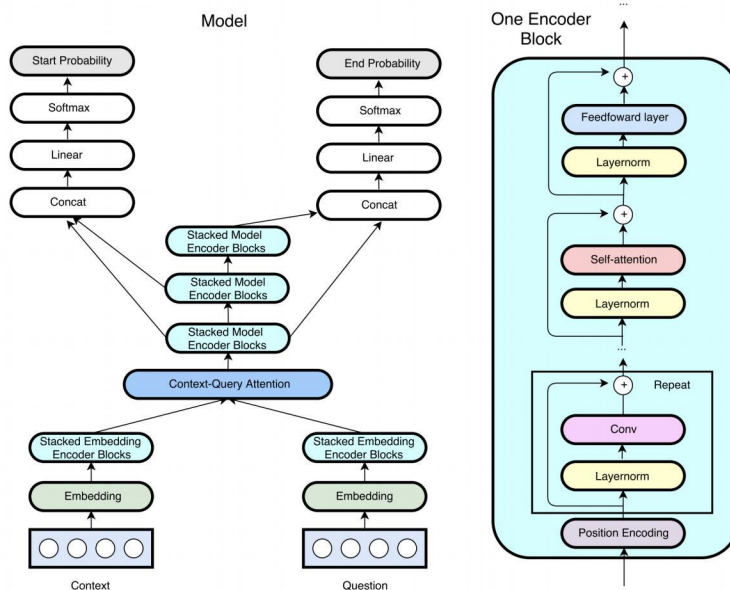 Model
Start Probability
Softmax
Linear
Concat
End Probability
Softmax
Linear
Concat
Stacked Model
Encoder Blocks
Stacked Model
Encoder Blocks
Stacked Model
Encoder Blocks
Context-Query Attention
Stacked Embedding
Encoder Blocks
Embedding
Context
Stacked Embedding
Encoder Blocks
Embedding
Question
One Encoder
Block
...
+
Feedfoward layer
Layernorm
+
Self-attention
Layernorm
...
+
Repeat
Conv
Layernorm
Position Encoding